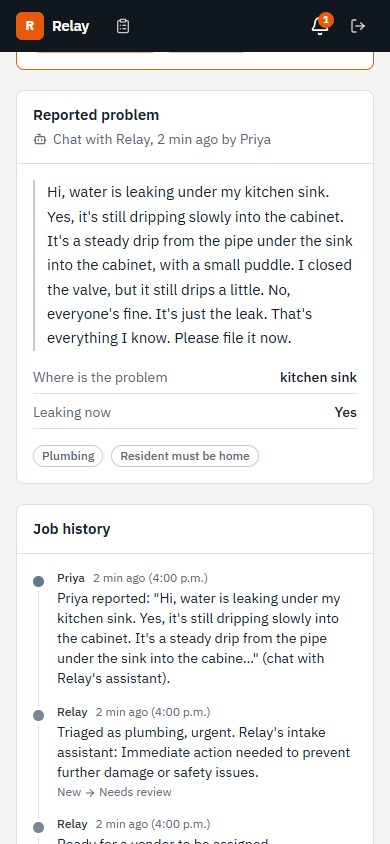 R Relay 1
Reported problem
Chat with Relay, 2 min ago by Priya
Hi, water is leaking under my kitchen sink.
Yes, it's still dripping slowly into the cabinet.
It's a steady drip from the pipe under the sink
into the cabinet, with a small puddle. I closed
the valve, but it still drips a little. No,
everyone's fine. It's just the leak. That's
everything I know. Please file it now.
Where is the problem kitchen sink
Leaking now Yes
Plumbing Resident must be home
Job history
Priya 2 min ago (4:00 p.m.)
Priya reported: "Hi, water is leaking under my
kitchen sink. Yes, it's still dripping slowly into
the cabinet. It's a steady drip from the pipe
under the sink into the cabine…" (chat with
Relay's assistant).
Relay 2 min ago (4:00 p.m.)
Triaged as plumbing, urgent. Relay's intake
assistant: Immediate action needed to prevent
further damage or safety issues.
New → Needs review
Relay 2 min ago (4:00 p.m.)
Ready for a vendor to be assigned